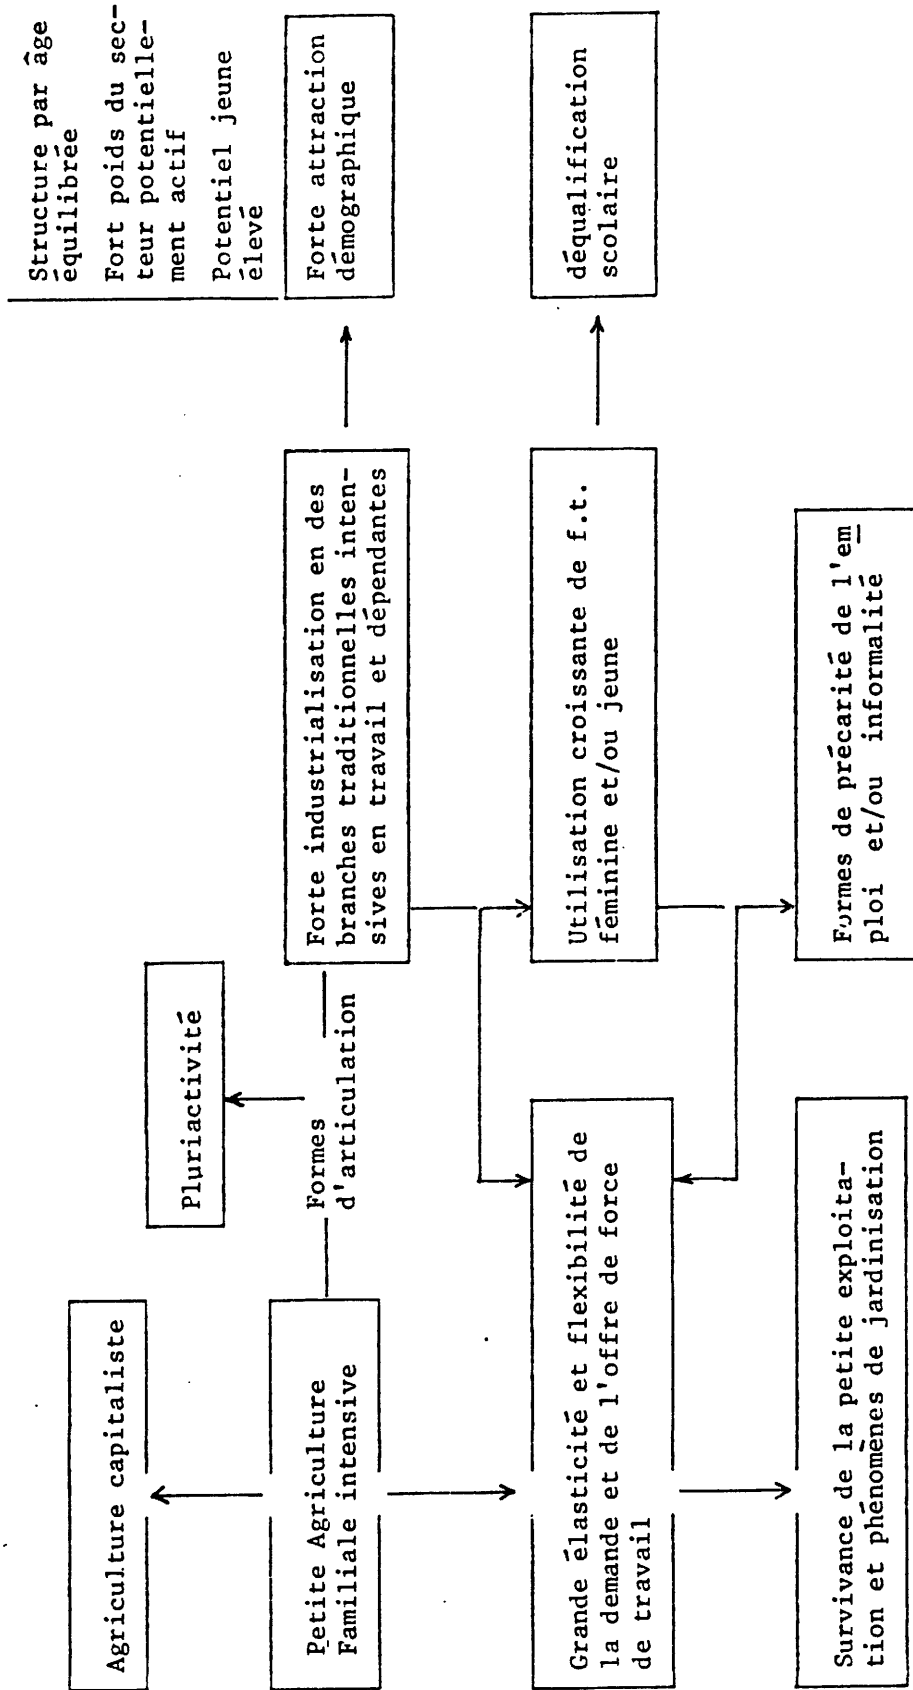 Structure par âge
équilibrée
Fort poids du sec-
teur potentielle-
ment actif
Potentiel jeune
élevé
Agriculture capitaliste
Pluriactivité
Petite Agriculture
Familiale intensive
Formes
d'articulation
Forte industrialisation en des
branches traditionnelles inten-
sives en travail et dépendantes
Forte attraction
démographique
Grande élasticité et flexibilité de
la demande et de l'offre de force
de travail
Utilisation croissante de f.t.
féminine et/ou jeune
déqualification
scolaire
Survivance de la petite exploita-
tion et phénomènes de jardinisation
Formes de précarité de l'em
ploi et/ou informalité